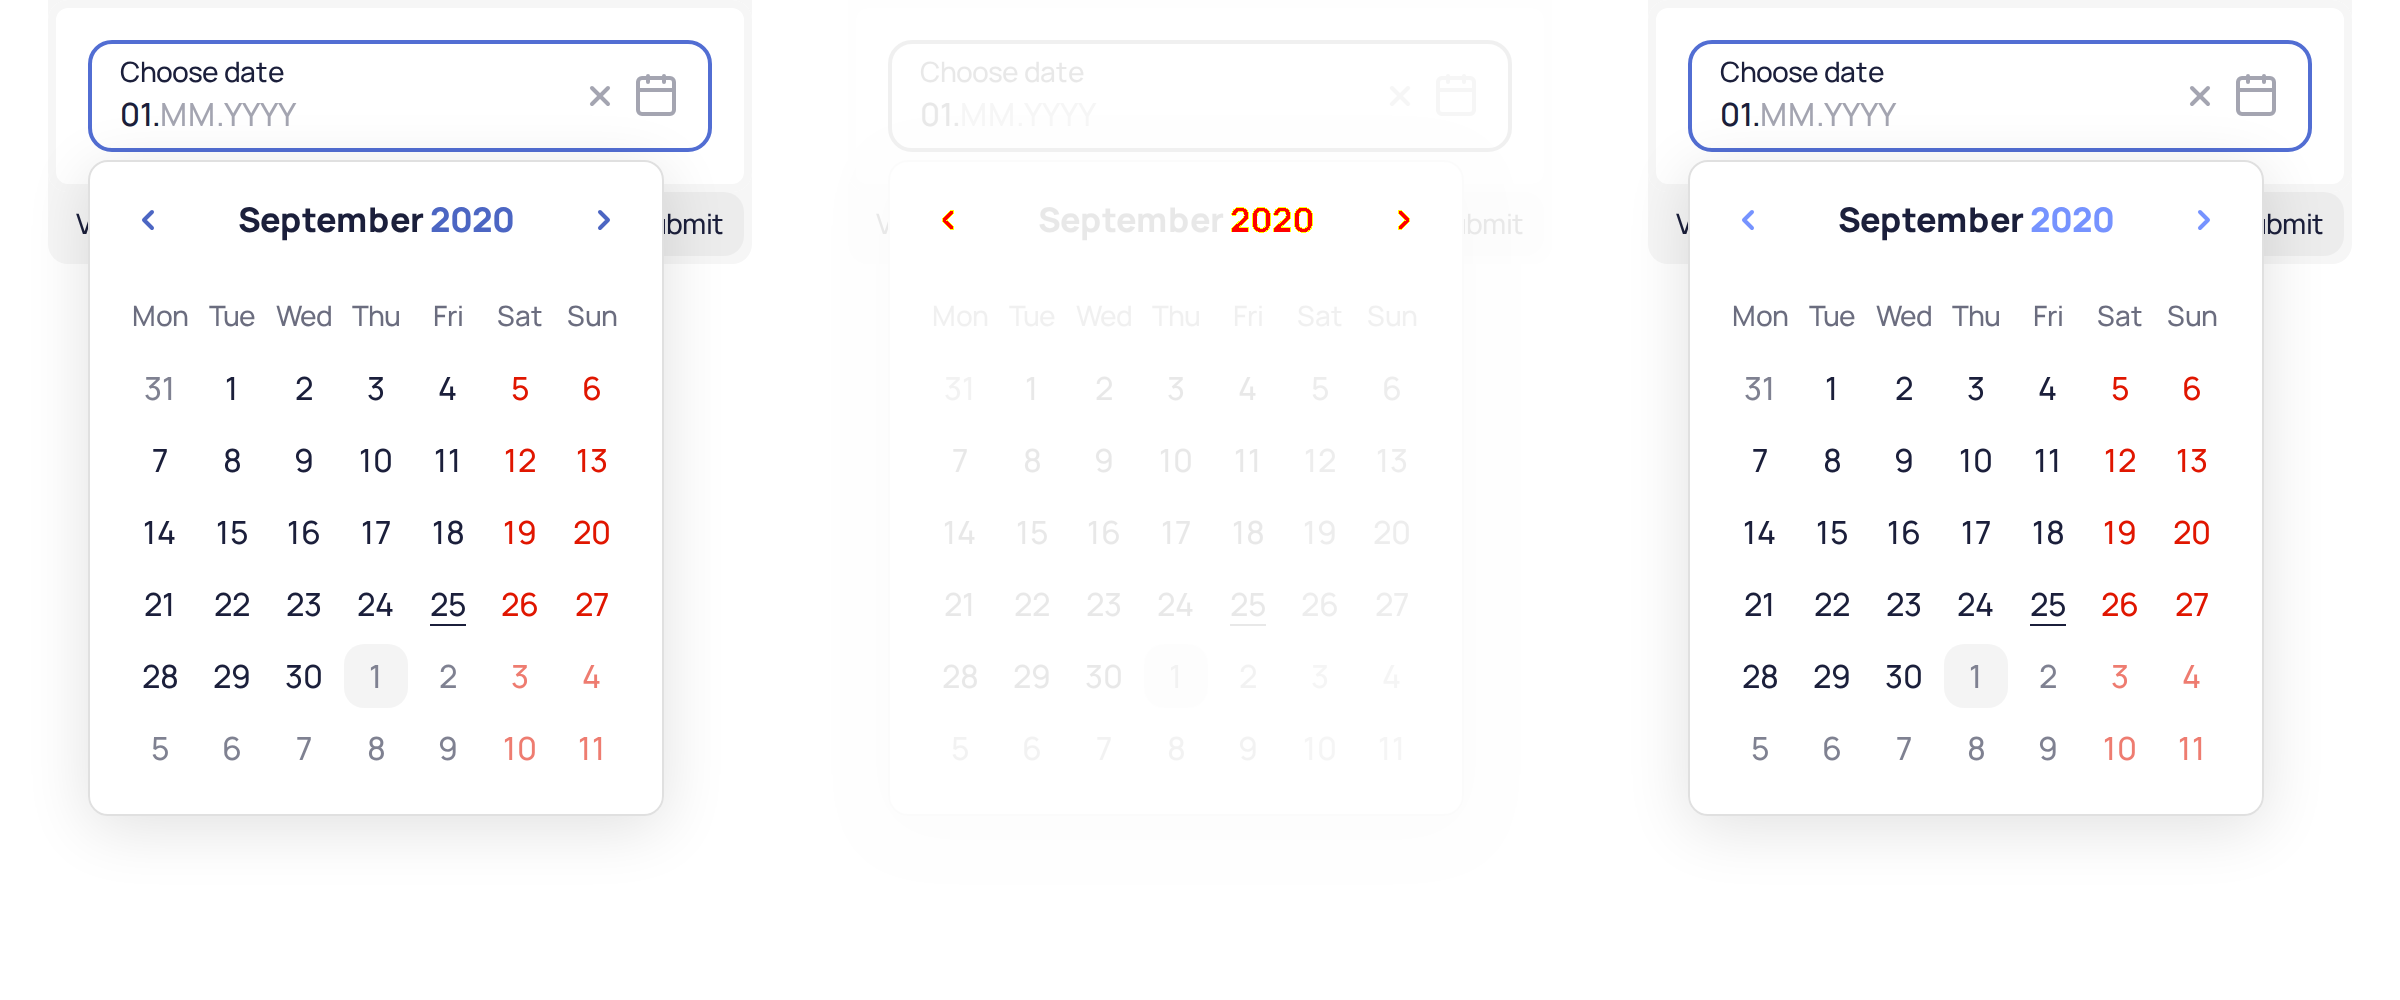 Choose date
01.MM.YYYY
V
ubmit
September 2020
Mon Tue Wed Thu Fri Sat Sun
31 1 2 3 4 5 6
7 8 9 10 11 12 13
14 15 16 17 18 19 20
21 22 23 24 25 26 27
28 29 30 1 2 3 4
5 6 7 8 9 10 11
Choose date
01.MM.YYYY
V
ubmit
September 2020
Mon Tue Wed Thu Fri Sat Sun
31 1 2 3 4 5 6
7 8 9 10 11 12 13
14 15 16 17 18 19 20
21 22 23 24 25 26 27
28 29 30 1 2 3 4
5 6 7 8 9 10 11
Choose date
01.MM.YYYY
V
ubmit
September 2020
Mon Tue Wed Thu Fri Sat Sun
31 1 2 3 4 5 6
7 8 9 10 11 12 13
14 15 16 17 18 19 20
21 22 23 24 25 26 27
28 29 30 1 2 3 4
5 6 7 8 9 10 11